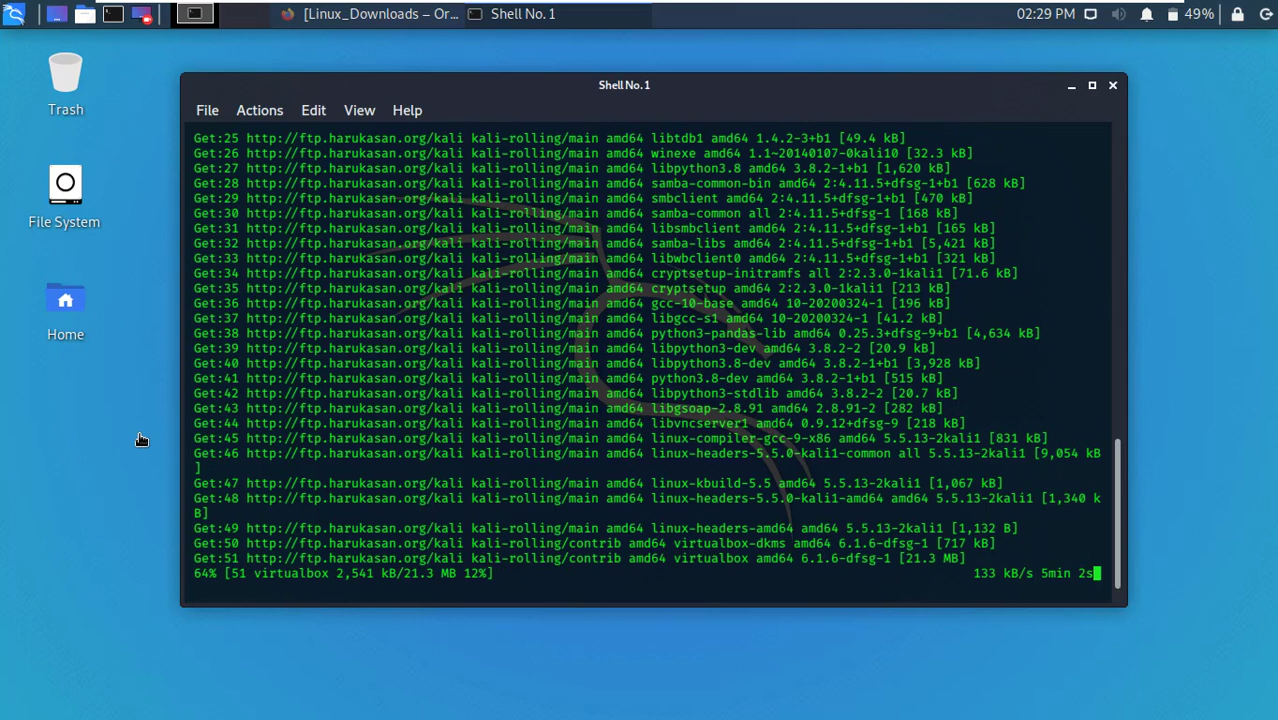 [Linux_Downloads – Or...
Shell No. 1
02:29 PM
49%
Trash
File System
Home
Shell No. 1
File Actions Edit View Help
Get:25 http://ftp.harukasan.org/kali kali-rolling/main amd64 libtdb1 amd64 1.4.2-3+b1 [49.4 kB]
Get:26 http://ftp.harukasan.org/kali kali-rolling/main amd64 winexe amd64 1.1~20140107-0kali10 [32.3 kB]
Get:27 http://ftp.harukasan.org/kali kali-rolling/main amd64 libpython3.8 amd64 3.8.2-1+b1 [1,620 kB]
Get:28 http://ftp.harukasan.org/kali kali-rolling/main amd64 samba-common-bin amd64 2:4.11.5+dfsg-1+b1 [628 kB]
Get:29 http://ftp.harukasan.org/kali kali-rolling/main amd64 smbclient amd64 2:4.11.5+dfsg-1+b1 [470 kB]
Get:30 http://ftp.harukasan.org/kali kali-rolling/main amd64 samba-common all 2:4.11.5+dfsg-1 [168 kB]
Get:31 http://ftp.harukasan.org/kali kali-rolling/main amd64 libsmbclient amd64 2:4.11.5+dfsg-1+b1 [165 kB]
Get:32 http://ftp.harukasan.org/kali kali-rolling/main amd64 samba-libs amd64 2:4.11.5+dfsg-1+b1 [5,421 kB]
Get:33 http://ftp.harukasan.org/kali kali-rolling/main amd64 libwbclient0 amd64 2:4.11.5+dfsg-1+b1 [321 kB]
Get:34 http://ftp.harukasan.org/kali kali-rolling/main amd64 cryptsetup-initramfs all 2:2.3.0-1kali1 [71.6 kB]
Get:35 http://ftp.harukasan.org/kali kali-rolling/main amd64 cryptsetup amd64 2:2.3.0-1kali1 [213 kB]
Get:36 http://ftp.harukasan.org/kali kali-rolling/main amd64 gcc-10-base amd64 10-20200324-1 [196 kB]
Get:37 http://ftp.harukasan.org/kali kali-rolling/main amd64 libgcc-s1 amd64 10-20200324-1 [41.2 kB]
Get:38 http://ftp.harukasan.org/kali kali-rolling/main amd64 python3-pandas-lib amd64 0.25.3+dfsg-9+b1 [4,634 kB]
Get:39 http://ftp.harukasan.org/kali kali-rolling/main amd64 libpython3-dev amd64 3.8.2-2 [20.9 kB]
Get:40 http://ftp.harukasan.org/kali kali-rolling/main amd64 libpython3.8-dev amd64 3.8.2-1+b1 [3,928 kB]
Get:41 http://ftp.harukasan.org/kali kali-rolling/main amd64 python3.8-dev amd64 3.8.2-1+b1 [515 kB]
Get:42 http://ftp.harukasan.org/kali kali-rolling/main amd64 libpython3-stdlib amd64 3.8.2-2 [20.7 kB]
Get:43 http://ftp.harukasan.org/kali kali-rolling/main amd64 libgsoap-2.8.91 amd64 2.8.91-2 [282 kB]
Get:44 http://ftp.harukasan.org/kali kali-rolling/main amd64 libvncserver1 amd64 0.9.12+dfsg-9 [218 kB]
Get:45 http://ftp.harukasan.org/kali kali-rolling/main amd64 linux-compiler-gcc-9-x86 amd64 5.5.13-2kali1 [831 kB]
Get:46 http://ftp.harukasan.org/kali kali-rolling/main amd64 linux-headers-5.5.0-kali1-common all 5.5.13-2kali1 [9,054 kB
]
Get:47 http://ftp.harukasan.org/kali kali-rolling/main amd64 linux-kbuild-5.5 amd64 5.5.13-2kali1 [1,067 kB]
Get:48 http://ftp.harukasan.org/kali kali-rolling/main amd64 linux-headers-5.5.0-kali1-amd64 amd64 5.5.13-2kali1 [1,340 k
B]
Get:49 http://ftp.harukasan.org/kali kali-rolling/main amd64 linux-headers-amd64 amd64 5.5.13-2kali1 [1,132 B]
Get:50 http://ftp.harukasan.org/kali kali-rolling/contrib amd64 virtualbox-dkms amd64 6.1.6-dfsg-1 [717 kB]
Get:51 http://ftp.harukasan.org/kali kali-rolling/contrib amd64 virtualbox amd64 6.1.6-dfsg-1 [21.3 MB]
64% [51 virtualbox 2,541 kB/21.3 MB 12%] 133 kB/s 5min 2s